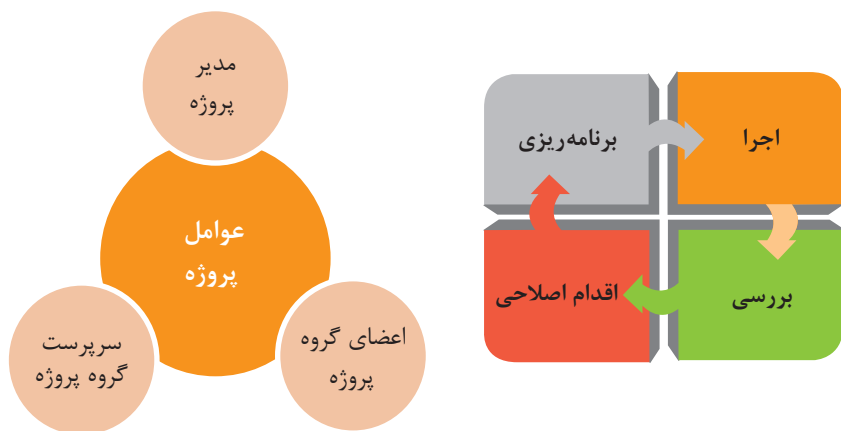 مدیر
پروژه
عوامل
پروژه
سرپرست
گروه پروژه
اعضای گروه
پروژه
برنامه‌ریزی
اجرا
بررسی
اقدام اصلاحی